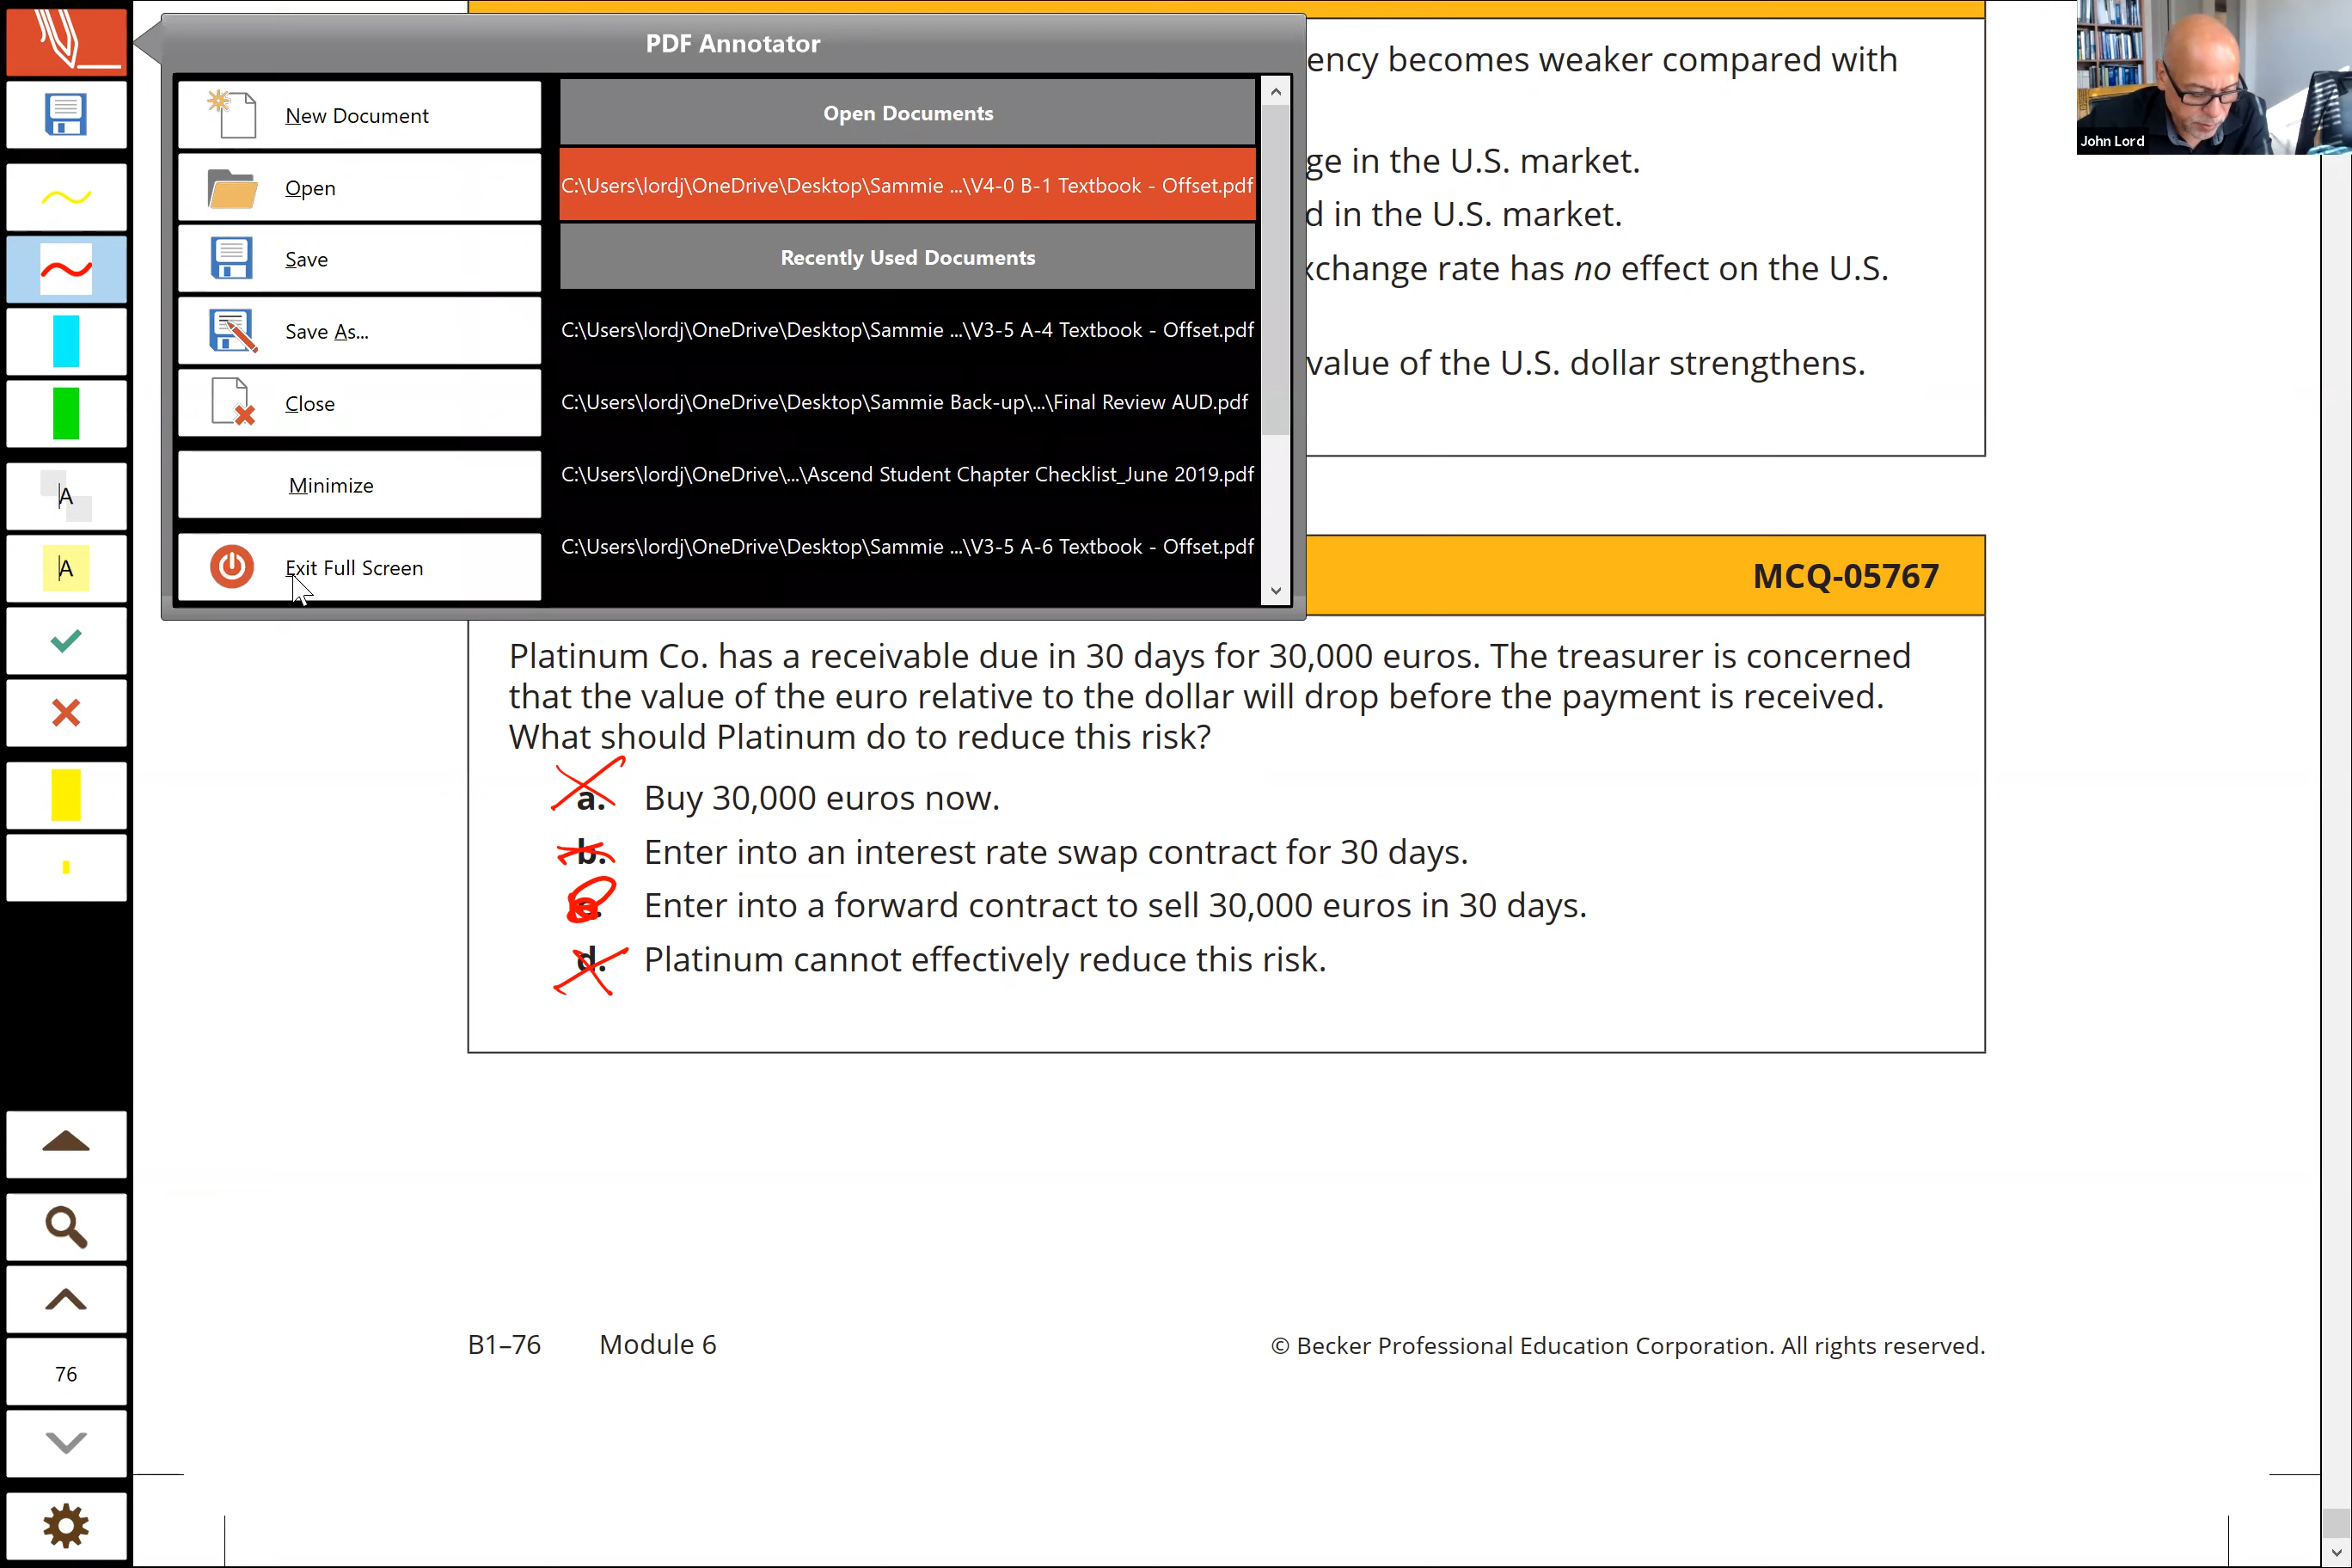 PDF Annotator
New Document
Open
Save
Save As...
Close
Minimize
Exit Full Screen
Open Documents
C:\Users\lordj\OneDrive\Desktop\Sammie ...\V4-0 B-1 Textbook - Offset.pdf
Recently Used Documents
C:\Users\lordj\OneDrive\Desktop\Sammie ...\V3-5 A-4 Textbook - Offset.pdf
C:\Users\lordj\OneDrive\Desktop\Sammie Back-up\...\Final Review AUD.pdf
C:\Users\lordj\OneDrive\...\Ascend Student Chapter Checklist_June 2019.pdf
C:\Users\lordj\OneDrive\Desktop\Sammie ...\V3-5 A-6 Textbook - Offset.pdf
ency becomes weaker compared with
ge in the U.S. market.
d in the U.S. market.
xchange rate has no effect on the U.S.
value of the U.S. dollar strengthens.
John Lord
A
A
MCQ-05767
Platinum Co. has a receivable due in 30 days for 30,000 euros. The treasurer is concerned
that the value of the euro relative to the dollar will drop before the payment is received.
What should Platinum do to reduce this risk?
a. Buy 30,000 euros now.
b. Enter into an interest rate swap contract for 30 days.
c. Enter into a forward contract to sell 30,000 euros in 30 days.
d. Platinum cannot effectively reduce this risk.
B1–76 Module 6
© Becker Professional Education Corporation. All rights reserved.
76